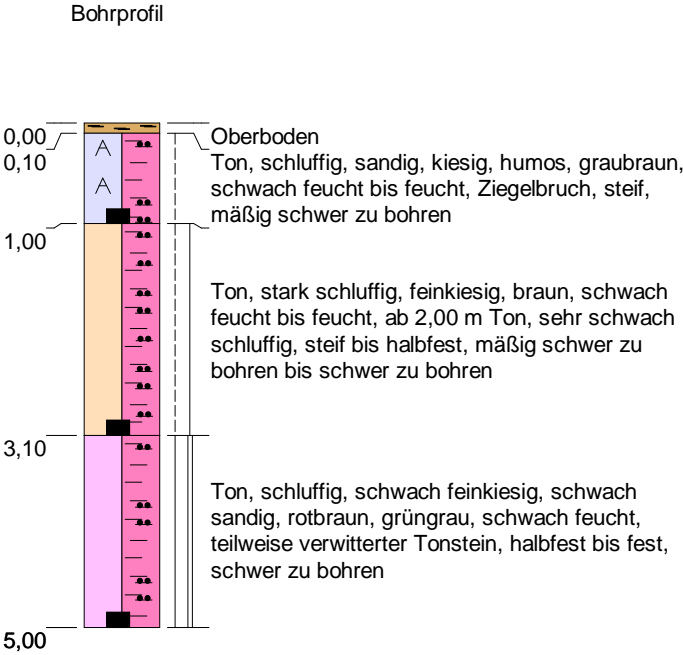 Bohrprofil
0,00
Oberboden
0,10
Ton, schluffig, sandig, kiesig, humos, graubraun,
schwach feucht bis feucht, Ziegelbruch, steif,
mäßig schwer zu bohren
A
A
1,00
Ton, stark schluffig, feinkiesig, braun, schwach
feucht bis feucht, ab 2,00 m Ton, sehr schwach
schluffig, steif bis halbfest, mäßig schwer zu
bohren bis schwer zu bohren
3,10
Ton, schluffig, schwach feinkiesig, schwach
sandig, rotbraun, grüngrau, schwach feucht,
teilweise verwitterter Tonstein, halbfest bis fest,
schwer zu bohren
5,00